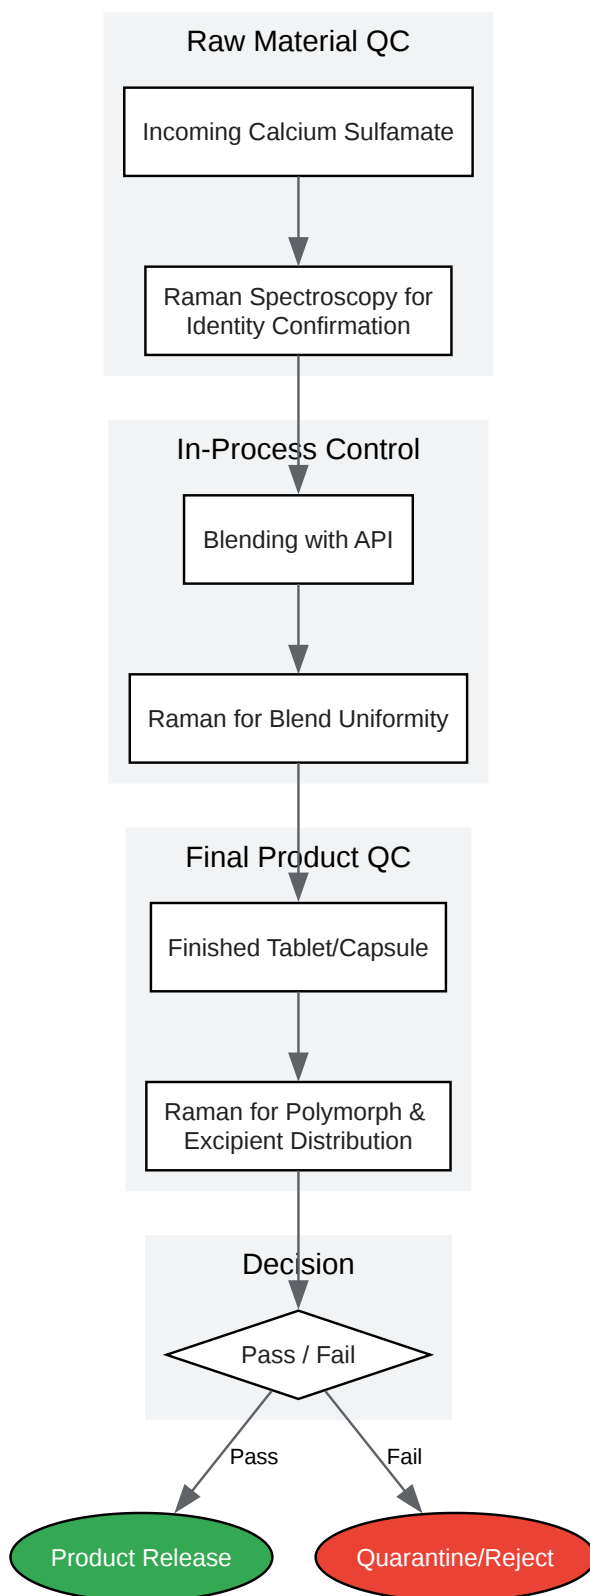 Raw Material QC
Incoming Calcium Sulfamate
Raman Spectroscopy for
Identity Confirmation
In-Process Control
Blending with API
Raman for Blend Uniformity
Final Product QC
Finished Tablet/Capsule
Raman for Polymorph &
Excipient Distribution
Decision
Pass / Fail
Pass
Fail
Product Release
Quarantine/Reject